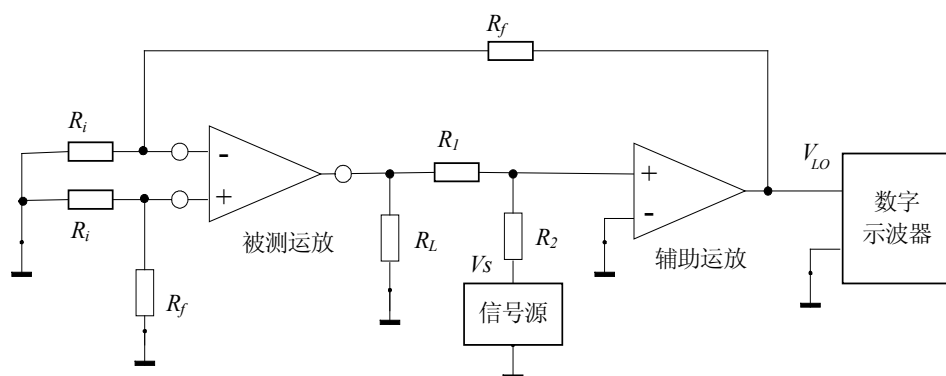 R_f
R_i
R_1
V_LO
-
+
+
-
数字
示波器
R_i
被测运放
R_L
R_2
辅助运放
V_S
R_f
信号源